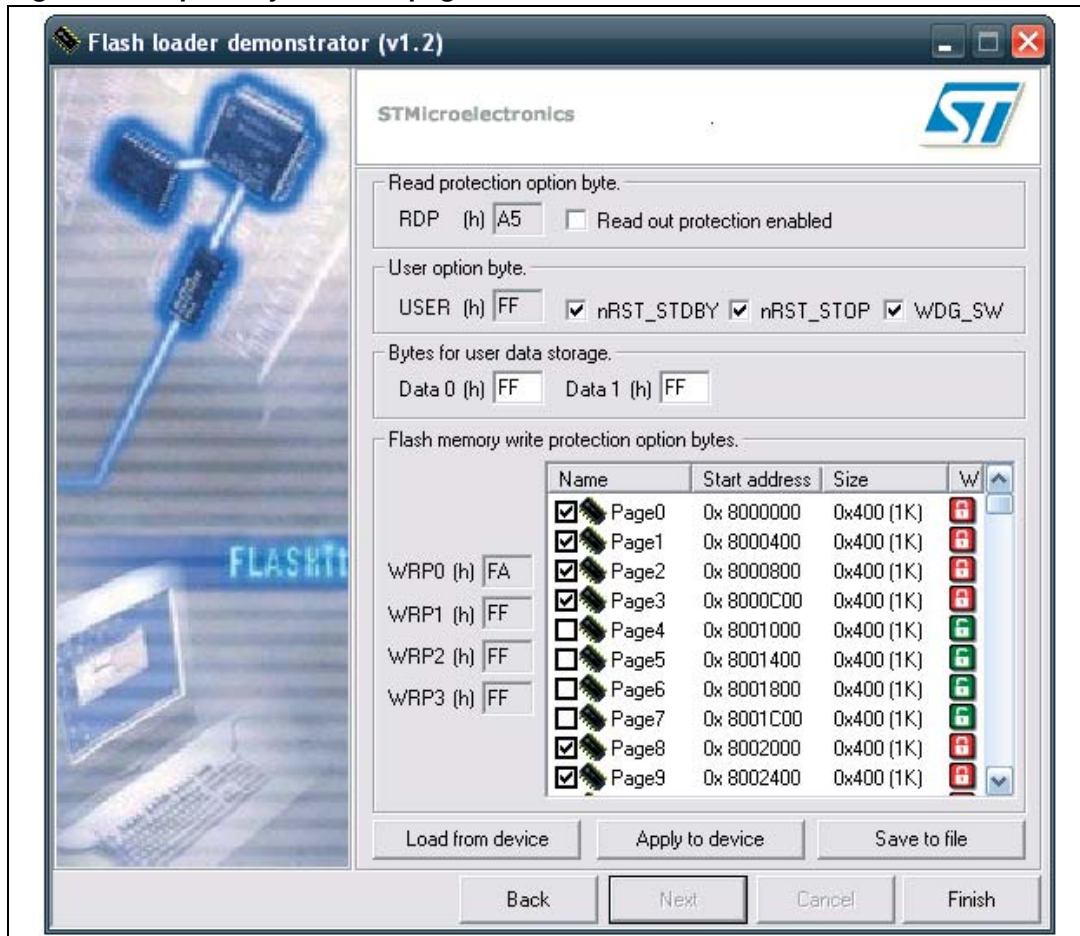 Flash loader demonstrator (v1.2)
STMicroelectronics
ST
Read protection option byte.
RDP (h) A5 Read out protection enabled
User option byte.
USER (h) FF nRST_STDBY nRST_STOP WDG_SW
Bytes for user data storage.
Data 0 (h) FF Data 1 (h) FF
Flash memory write protection option bytes.
Name Start address Size W
Page0 0x 8000000 0x400 (1K)
Page1 0x 8000400 0x400 (1K)
Page2 0x 8000800 0x400 (1K)
Page3 0x 8000C00 0x400 (1K)
Page4 0x 8001000 0x400 (1K)
Page5 0x 8001400 0x400 (1K)
Page6 0x 8001800 0x400 (1K)
Page7 0x 8001C00 0x400 (1K)
Page8 0x 8002000 0x400 (1K)
Page9 0x 8002400 0x400 (1K)
WRP0 (h) FA
WRP1 (h) FF
WRP2 (h) FF
WRP3 (h) FF
Load from device Apply to device Save to file
Back Next Cancel Finish